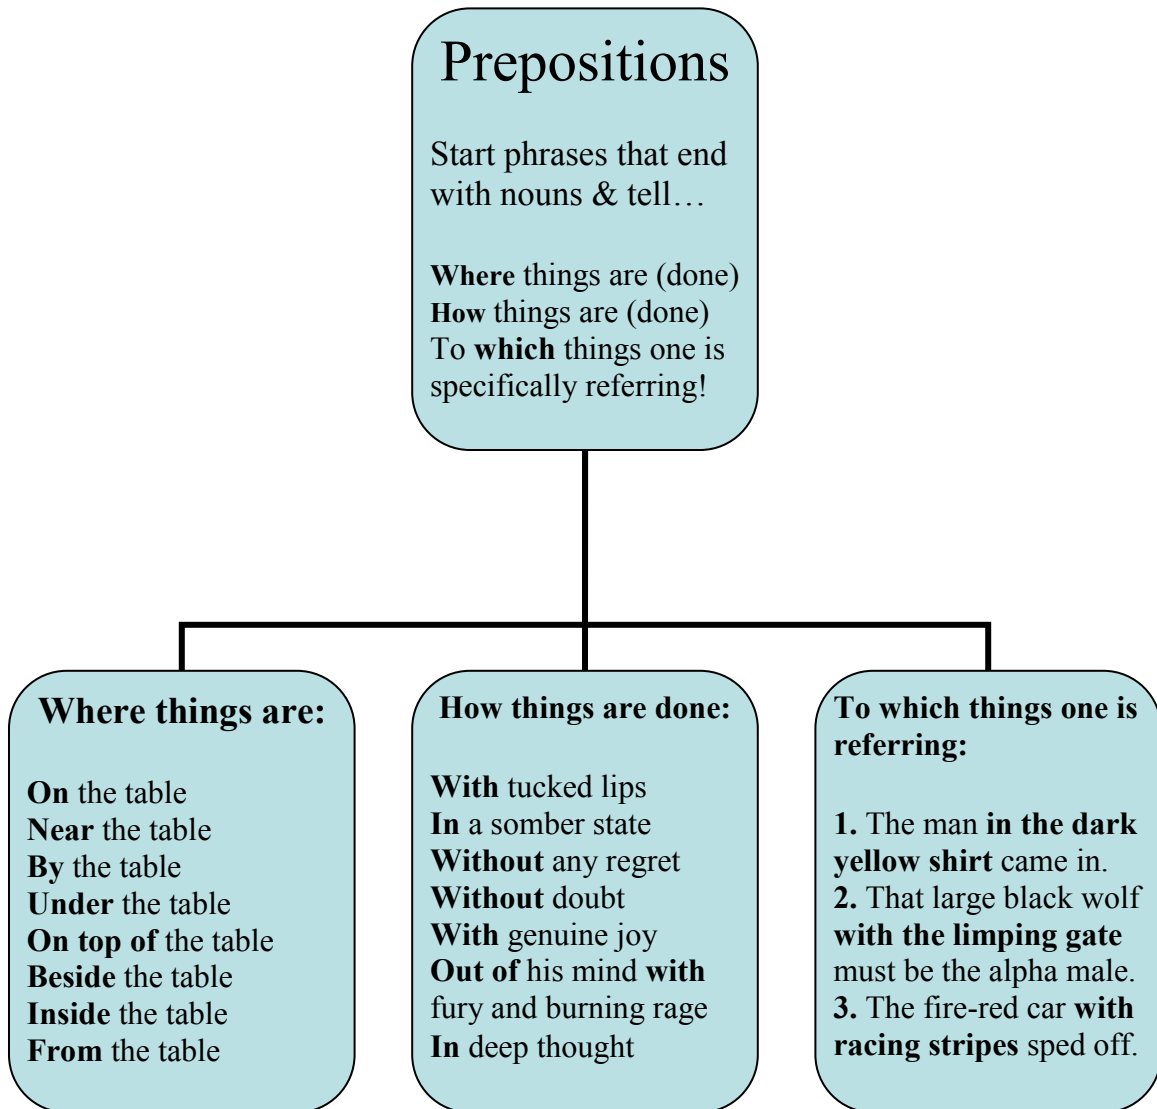 Prepositions
Start phrases that end
with nouns & tell…
Where things are (done)
How things are (done)
To which things one is
specifically referring!
Where things are:
On the table
Near the table
By the table
Under the table
On top of the table
Beside the table
Inside the table
From the table
How things are done:
With tucked lips
In a somber state
Without any regret
Without doubt
With genuine joy
Out of his mind with
fury and burning rage
In deep thought
To which things one is
referring:
1. The man in the dark
yellow shirt came in.
2. That large black wolf
with the limping gate
must be the alpha male.
3. The fire-red car with
racing stripes sped off.